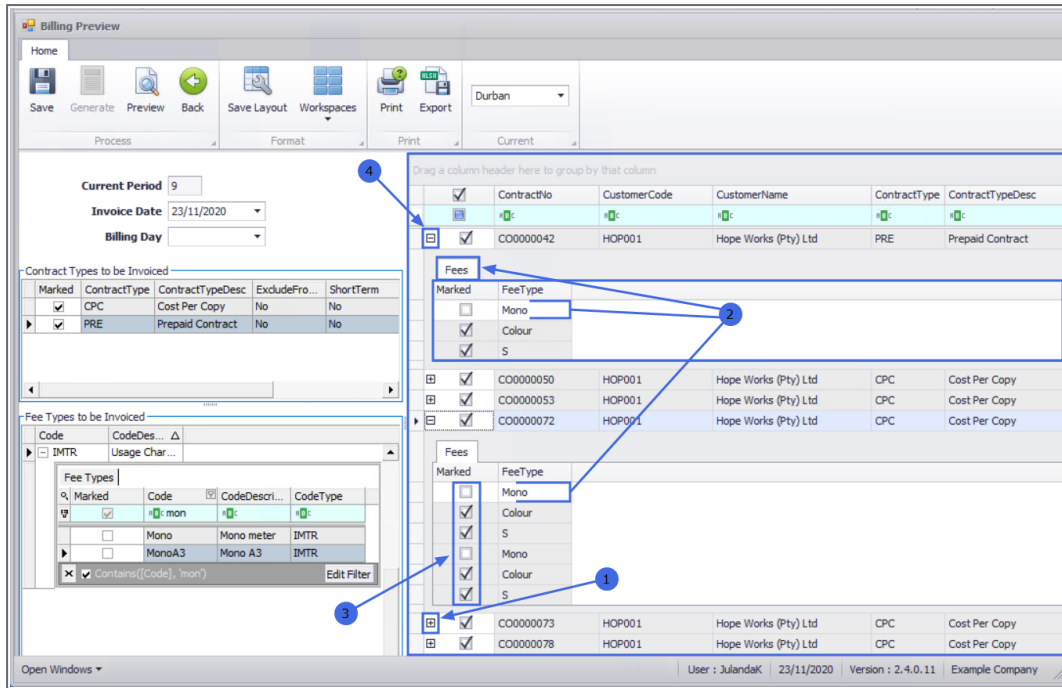 Billing Preview
Home
Save Generate Preview Back Save Layout Workspaces Print Export Durban
Process Format Print Current
Current Period 9
Invoice Date 23/11/2020
Billing Day
Contract Types to be Invoiced
Marked ContractType ContractTypeDesc ExcludeFro... ShortTerm
CPC Cost Per Copy No No
PRE Prepaid Contract No No
Fee Types to be Invoiced
Code CodeDes...
IMTR Usage Char...
Fee Types
Marked Code CodeDescri... CodeType
mon
Mono Mono meter IMTR
MonoA3 Mono A3 IMTR
Contains([Code], 'mon') Edit Filter
4
3
Drag a column header here to group by that column
ContractNo CustomerCode CustomerName ContractType ContractTypeDesc
CO0000042 HOP001 Hope Works (Pty) Ltd PRE Prepaid Contract
Fees
Marked FeeType
Mono
Colour
S
2
CO0000050 HOP001 Hope Works (Pty) Ltd CPC Cost Per Copy
CO0000053 HOP001 Hope Works (Pty) Ltd CPC Cost Per Copy
CO0000072 HOP001 Hope Works (Pty) Ltd CPC Cost Per Copy
Fees
Marked FeeType
Mono
Colour
S
Mono
Colour
S
1
CO0000073 HOP001 Hope Works (Pty) Ltd CPC Cost Per Copy
CO0000078 HOP001 Hope Works (Pty) Ltd CPC Cost Per Copy
Open Windows User : JulandaK 23/11/2020 Version : 2.4.0.11 Example Company